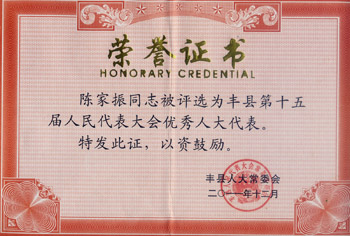 荣誉证书
HONORARY CREDENTIAL
陈家振同志被评选为丰县第十五
届人民代表大会优秀人大代表。
特发此证，以资鼓励。
丰县人大常委会
二〇一一年十二月